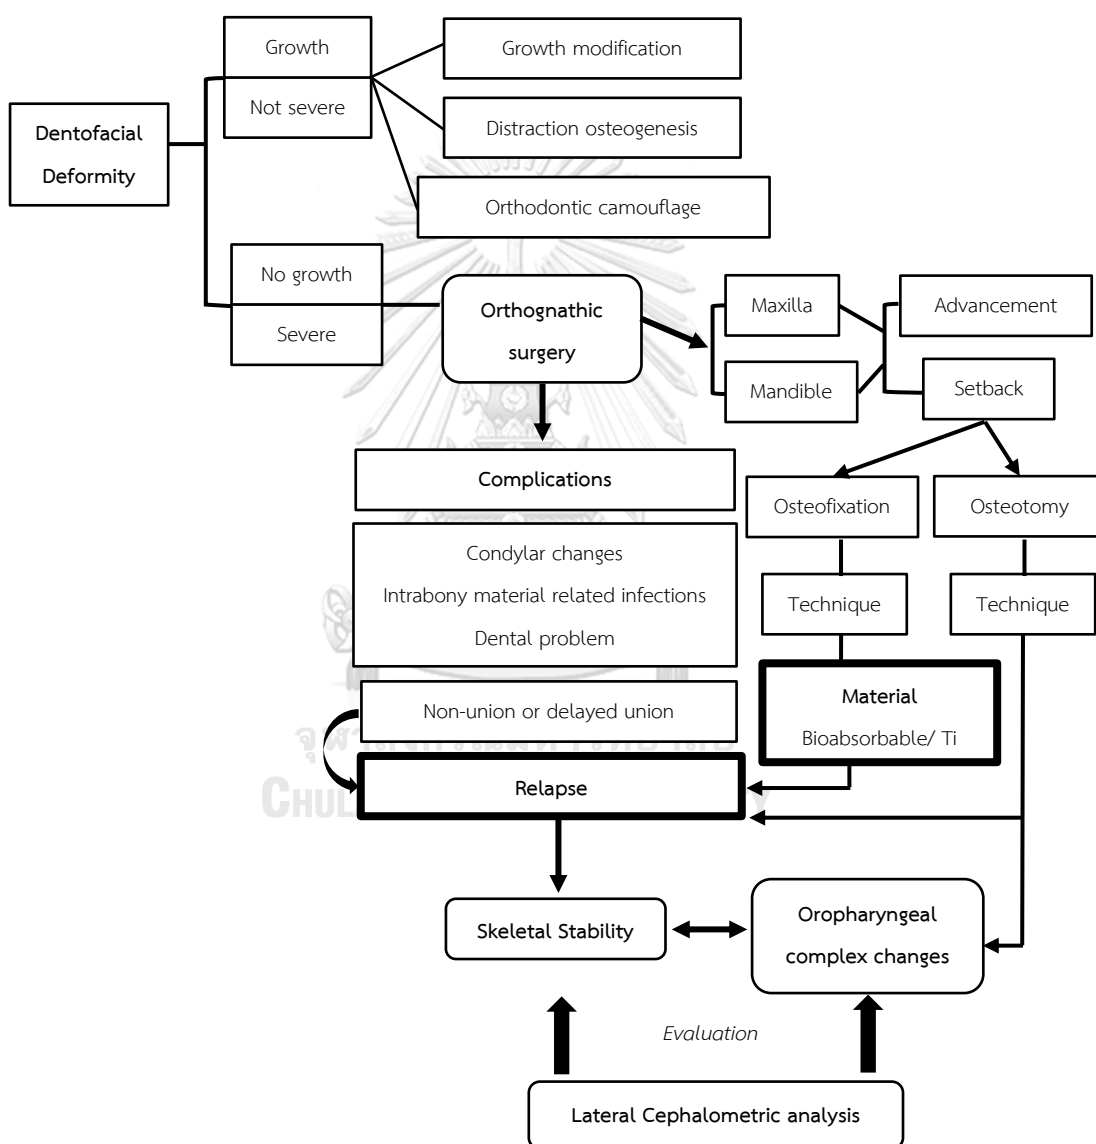 Growth
Not severe
Growth modification
Distraction osteogenesis
Orthodontic camouflage
Dentofacial
Deformity
No growth
Severe
Orthognathic
surgery
Maxilla
Mandible
Advancement
Setback
Complications
Osteofixation
Osteotomy
Condylar changes
Intrabony material related infections
Dental problem
Technique
Technique
Non-union or delayed union
Material
Bioabsorbable/ Ti
Relapse
Skeletal Stability
Oropharyngeal
complex changes
Evaluation
Lateral Cephalometric analysis